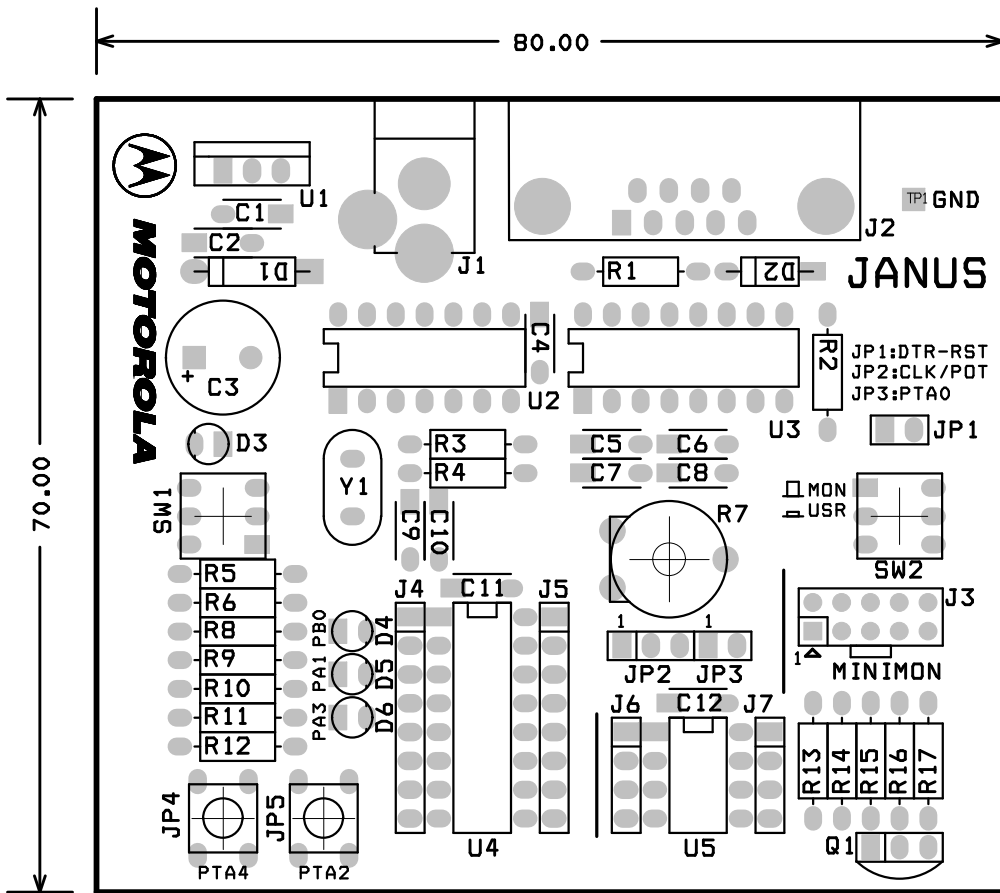 80.00
70.00
MOTOROLA
U1
C1
C2
D1
J1
J2
TP1 GND
R1
D2
JANUS
C3
C4
U2
R2
JP1:DTR-RST
JP2:CLK/POT
JP3:PTA0
U3
JP1
D3
R3
R4
C5
C6
C7
C8
Y1
SW1
C9
C10
R7
MON
USR
SW2
R5
R6
R8
R9
R10
R11
R12
PB0
D4
PA1
D5
PA3
D6
J4
C11
J5
1
1
JP2
JP3
J3
1
MINIMON
J6
C12
J7
R13
R14
R15
R16
R17
JP4
JP5
PTA4
PTA2
U4
U5
Q1